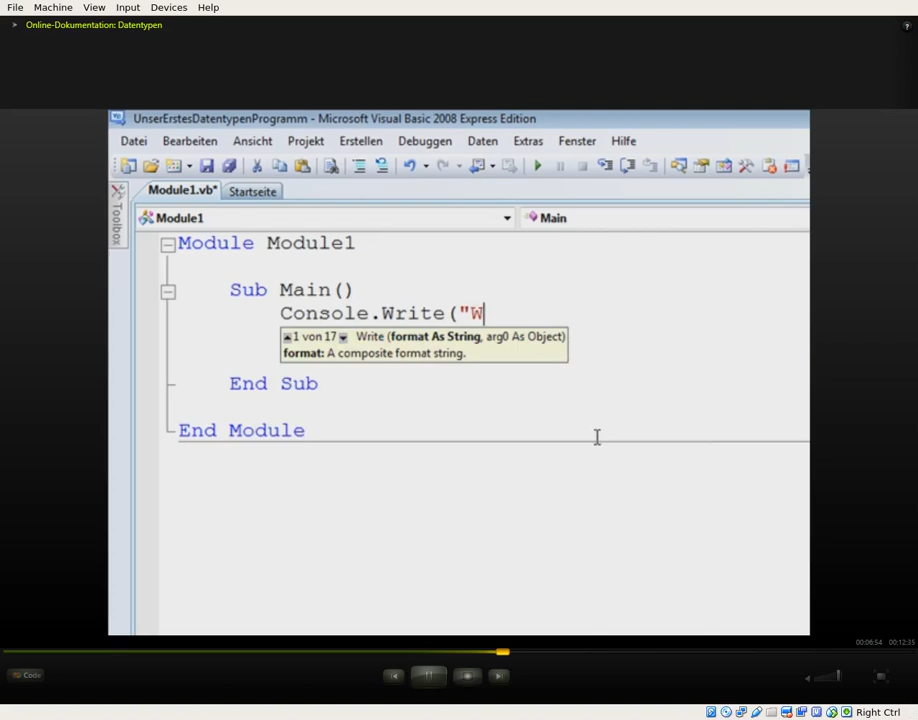 File Machine View Input Devices Help
Online-Dokumentation: Datentypen
?
UnserErstesDatentypenProgramm - Microsoft Visual Basic 2008 Express Edition
Datei Bearbeiten Ansicht Projekt Erstellen Debuggen Daten Extras Fenster Hilfe
Module1.vb* Startseite
Toolbox
Module1 Main
Module Module1
Sub Main()
Console.Write("W
1 von 17 Write (format As String, arg0 As Object)
format: A composite format string.
End Sub
End Module
00:06:54 00:12:35
Code
Right Ctrl